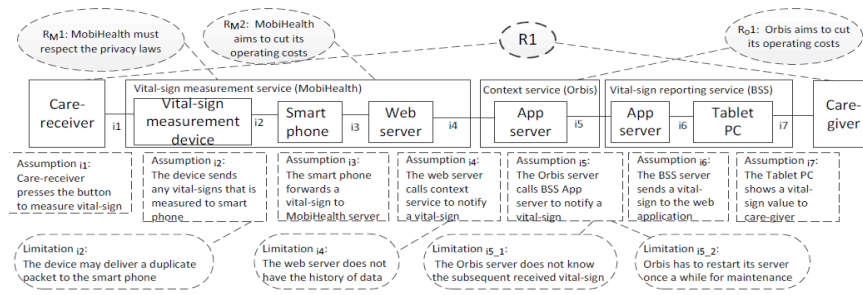 RM1: MobiHealth must
respect the privacy laws
RM2: MobiHealth
aims to cut its
operating costs
R1
Ro1: Orbis aims to cut
its operating costs
Care-
receiver
i1
Vital-sign measurement service (MobiHealth)
Vital-sign
measurement
device
i2
Smart
phone
i3
Web
server
i4
Context service (Orbis)
App
server
i5
Vital-sign reporting service (BSS)
App
server
i6
Tablet
PC
i7
Care-
giver
Assumption i1:
Care-receiver
presses the button
to measure vital-sign
Assumption i2:
The device sends
any vital-signs that is
measured to smart
phone
Assumption i3:
The smart phone
forwards a
vital-sign to
MobiHealth server
Assumption i4:
The web server
calls context
service to notify
a vital-sign
Assumption i5:
The Orbis server
calls BSS App
server to notify a
vital-sign
Assumption i6:
The BSS server
sends a vital-
sign to the web
application
Assumption i7:
The Tablet PC
shows a vital-
sign value to
care-giver
Limitation i2:
The device may deliver a duplicate
packet to the smart phone
Limitation i4:
The web server does not
have the history of data
Limitation i5_1:
The Orbis server does not know
the subsequent received vital-sign
Limitation i5_2:
Orbis has to restart its server
once a while for maintenance